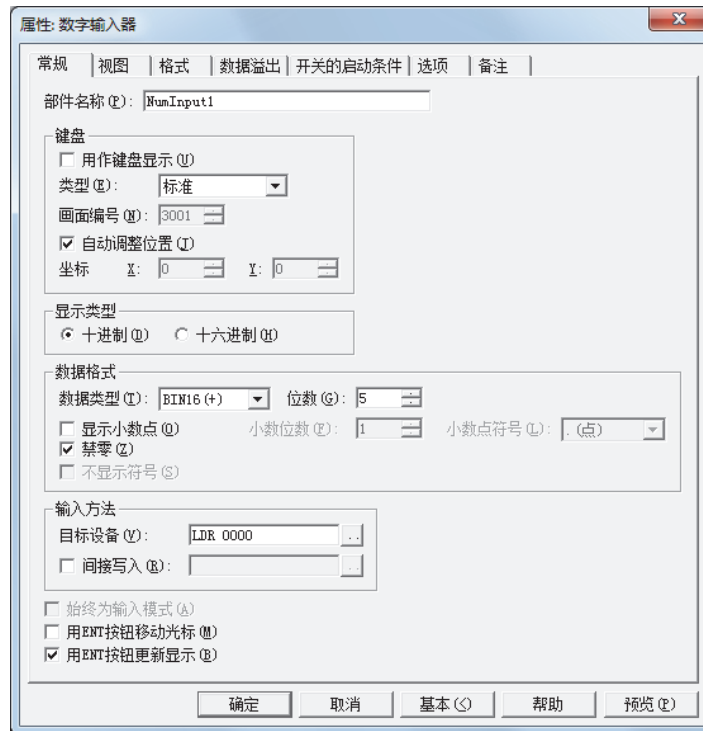 属性: 数字输入器
常规 视图 格式 数据溢出 开关的启动条件 选项 备注
部件名称(P): NumInput1
键盘
用作键盘显示(U)
类型(E): 标准
画面编号(N): 3001
自动调整位置(J)
坐标 X: 0 Y: 0
显示类型
十进制(D) 十六进制(H)
数据格式
数据类型(T): BIN16(+) 位数(G): 5
显示小数点(O) 小数位数(F): 1 小数点符号(L): . (点)
禁零(Z)
不显示符号(S)
输入方法
目标设备(V): LDR 0000 ..
间接写入(R): ..
始终为输入模式(A)
用ENT按钮移动光标(M)
用ENT按钮更新显示(B)
确定 取消 基本(<) 帮助 预览(P)